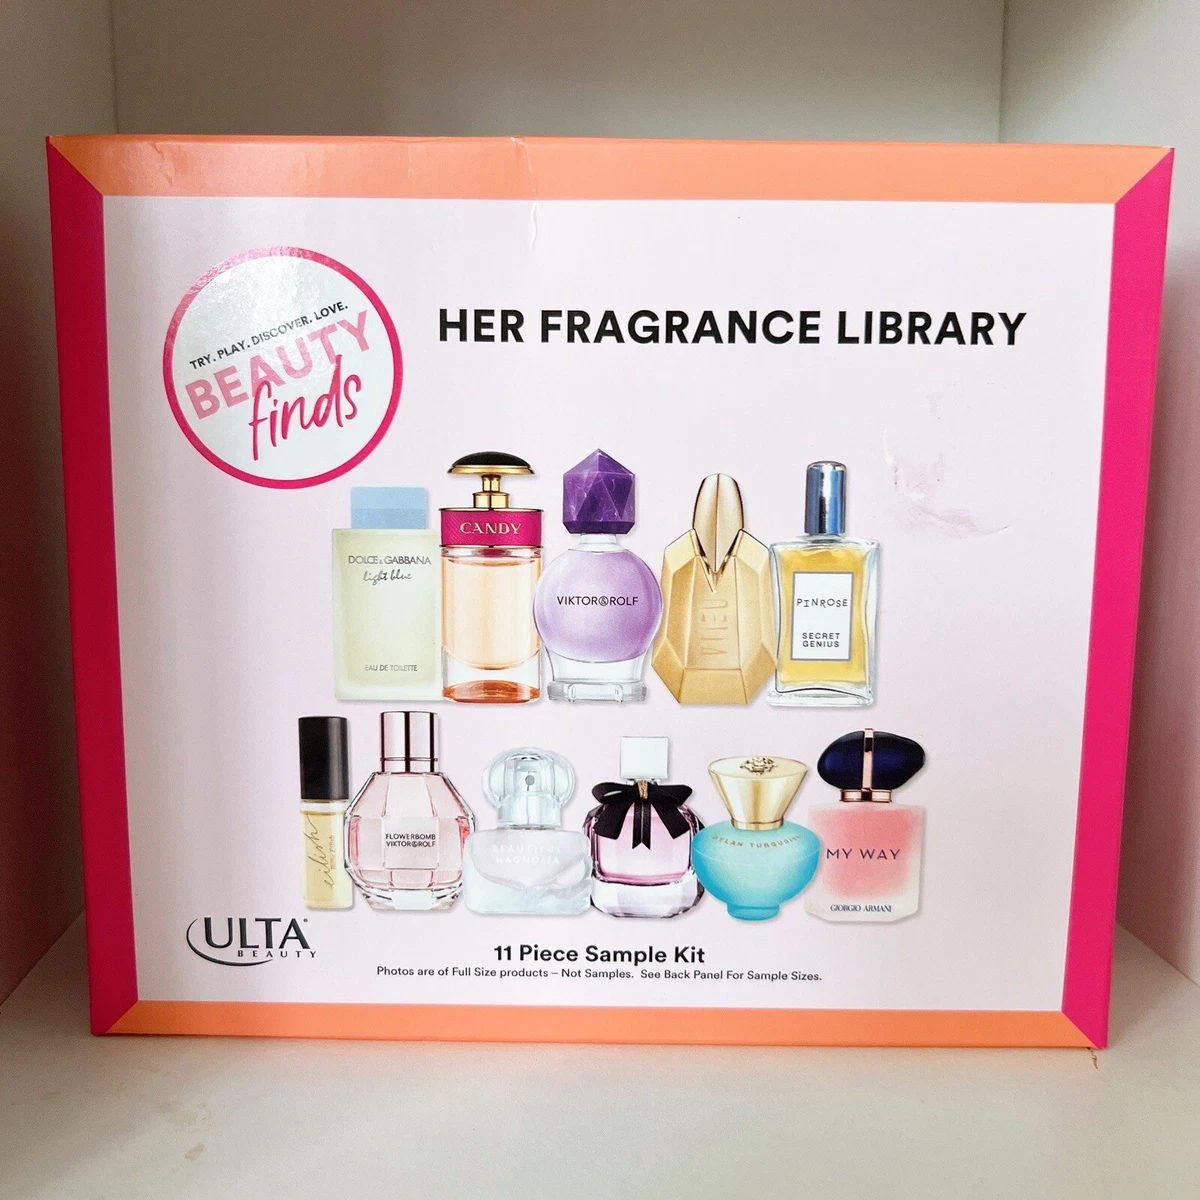 TRY. PLAY. DISCOVER. LOVE.
BEAUTY
finds
HER FRAGRANCE LIBRARY
DOLCE & GABBANA
light blue
EAU DE TOILETTE
CANDY
VIKTOR&ROLF
PINROSE
SECRET
GENIUS
eilish
FLOWERBOMB
VIKTOR&ROLF
BEAUTIFUL
MAGNOLIA
DYLAN TURQUOISE
MY WAY
GIORGIO ARMANI
ULTA
BEAUTY
11 Piece Sample Kit
Photos are of Full Size products – Not Samples. See Back Panel For Sample Sizes.